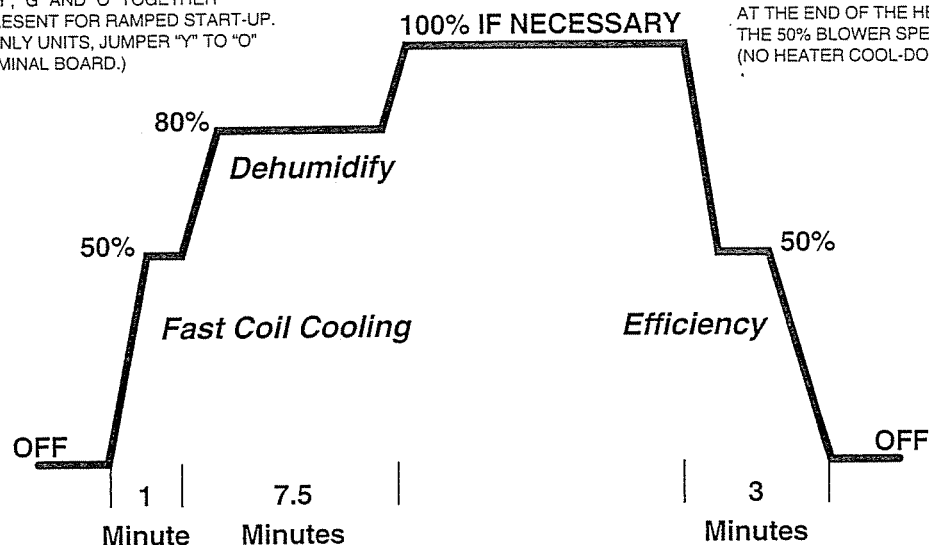 "G" AND "O" TOGETHER
ESENT FOR RAMPED START-UP.
NLY UNITS, JUMPER "Y" TO "O"
MINAL BOARD.)
AT THE END OF THE HE
THE 50% BLOWER SPE
(NO HEATER COOL-DO
100% IF NECESSARY
80%
Dehumidify
50%
50%
Fast Coil Cooling
Efficiency
OFF
OFF
1
Minute
7.5
Minutes
3
Minutes